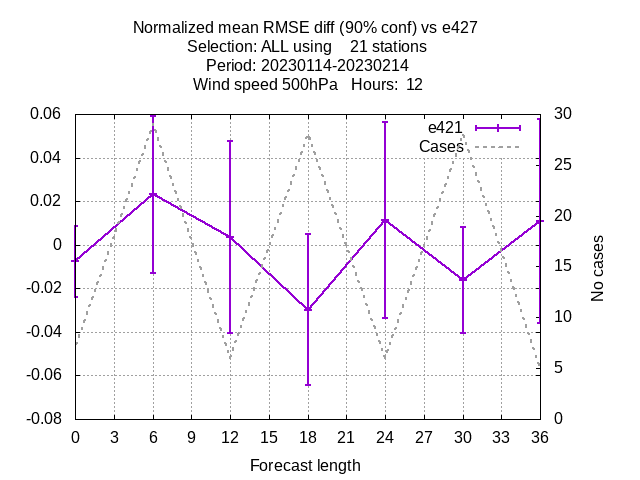 Normalized mean RMSE diff (90% conf) vs e427
Selection: ALL using    21 stations
Period: 20230114-20230214
Wind speed 500hPa   Hours:  12
e421
Cases
0.06
0.04
0.02
0
-0.02
-0.04
-0.06
-0.08
30
25
20
15
10
5
0
No cases
0 3 6 9 12 15 18 21 24 27 30 33 36
Forecast length